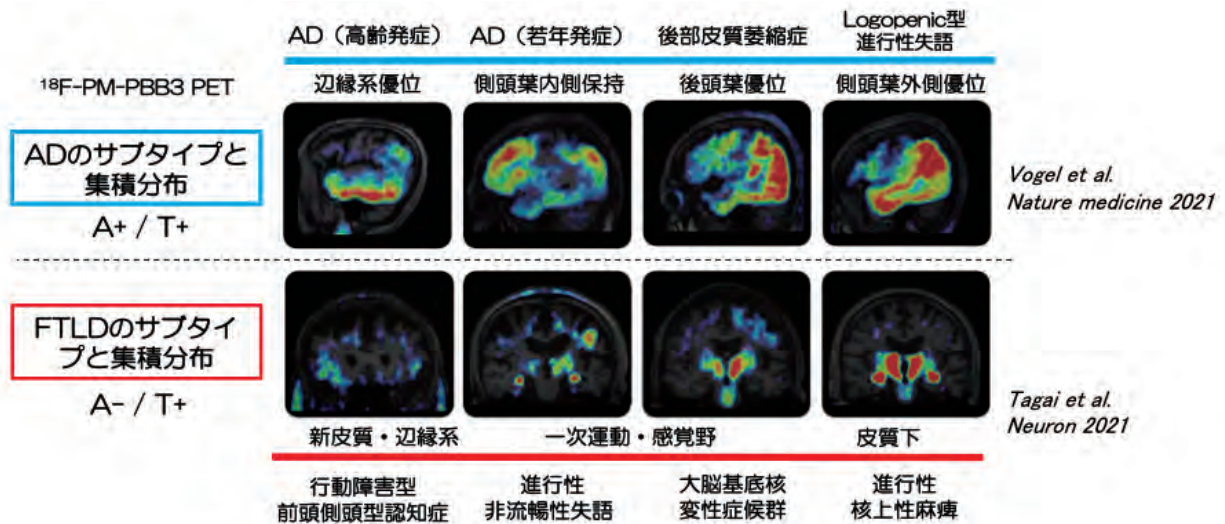 AD（高齢発症）
AD（若年発症）
後部皮質萎縮症
Logopenic型
進行性失語
¹⁸F-PM-PBB3 PET
辺縁系優位
側頭葉内側保持
後頭葉優位
側頭葉外側優位
ADのサブタイプと
集積分布
A+ / T+
Vogel et al.
Nature medicine 2021
FTLDのサブタイ
プと集積分布
A- / T+
Tagai et al.
Neuron 2021
新皮質・辺縁系
一次運動・感覚野
皮質下
行動障害型
前頭側頭型認知症
進行性
非流暢性失語
大脳基底核
変性症候群
進行性
核上性麻痺